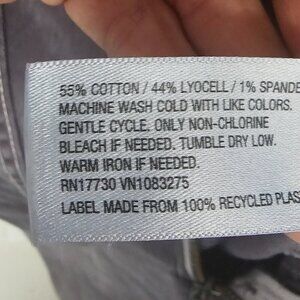 55% COTTON / 44% LYOCELL / 1% SPANDE
MACHINE WASH COLD WITH LIKE COLORS.
GENTLE CYCLE. ONLY NON-CHLORINE
BLEACH IF NEEDED. TUMBLE DRY LOW.
WARM IRON IF NEEDED.
RN17730 VN1083275
LABEL MADE FROM 100% RECYCLED PLAS